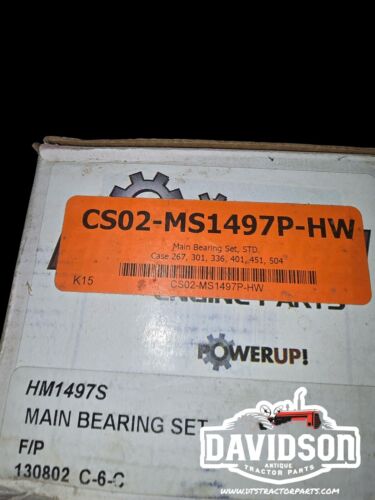 CS02-MS1497P-HW
Main Bearing Set, STD.
Case 267, 301, 336, 401, 451, 504
K15
CS02-MS1497P-HW
ENGINE PARTS
POWERUP!
HM1497S
MAIN BEARING SET
F/P
130802 C-6-C
DAVIDSON
ANTIQUE
TRACTOR PARTS
WWW.DTSTRACTORPARTS.COM